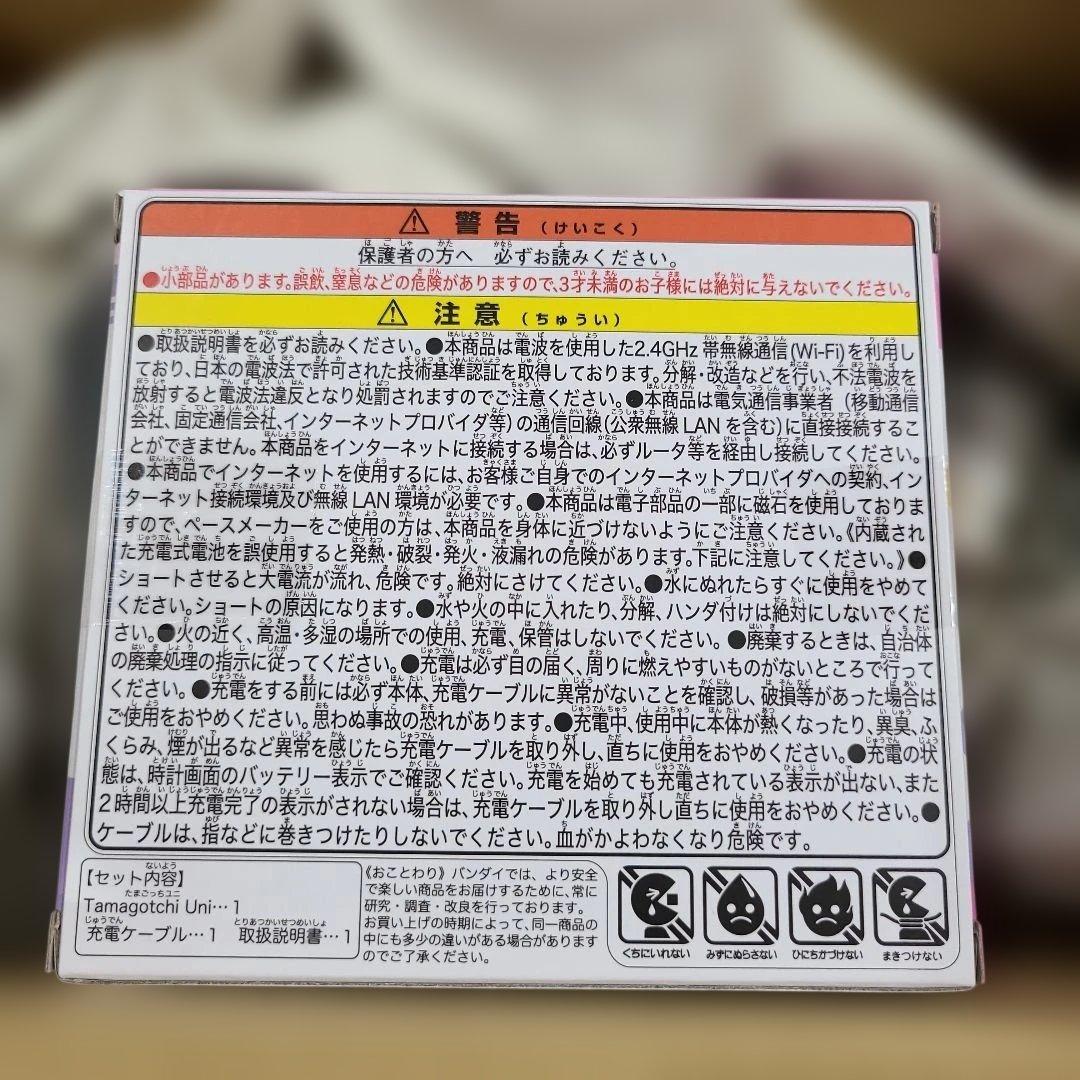 ⚠ 警告 (けいこく)
保護者の方へ 必ずお読みください。
●小部品があります。誤飲、窒息などの危険がありますので、3才未満のお子様には絶対に与えないでください。
⚠ 注意 (ちゅうい)
●取扱説明書を必ずお読みください。●本商品は電波を使用した2.4GHz 帯無線通信(Wi-Fi)を利用し
ており、日本の電波法で許可された技術基準認証を取得しております。分解・改造などを行い、不法電波を
放射すると電波法違反となり処罰されますのでご注意ください。●本商品は電気通信事業者（移動通信
会社、固定通信会社、インターネットプロバイダ等）の通信回線(公衆無線 LAN を含む)に直接接続するこ
とができません。本商品をインターネットに接続する場合は、必ずルータ等を経由し接続してください。
●本商品でインターネットを使用するには、お客様ご自身でのインターネットプロバイダへの契約、イン
ターネット接続環境及び無線 LAN 環境が必要です。●本商品は電子部品の一部に磁石を使用しており
ますので、ペースメーカーをご使用の方は、本商品を身体に近づけないようにご注意ください。《内蔵され
た充電式電池を誤使用すると発熱・破裂・発火・液漏れの危険があります。下記に注意してください。》●
ショートさせると大電流が流れ、危険です。絶対にさけてください。●水にぬれたらすぐに使用をやめて
ください。ショートの原因になります。●水や火の中に入れたり、分解、ハンダ付けは絶対にしないでくだ
さい。●火の近く、高温・多湿の場所での使用、充電、保管はしないでください。●廃棄するときは、自治体
の廃棄処理の指示に従ってください。●充電は必ず目の届く、周りに燃えやすいものがないところで行って
ください。●充電をする前には必ず本体、充電ケーブルに異常がないことを確認し、破損等があった場合は
ご使用をおやめください。思わぬ事故の恐れがあります。●充電中、使用中に本体が熱くなったり、異臭、ふ
くらみ、煙が出るなど異常を感じたら充電ケーブルを取り外し、直ちに使用をおやめください。●充電の状
態は、時計画面のバッテリー表示でご確認ください。充電を始めても充電されている表示が出ない、また
2時間以上充電完了の表示がされない場合は、充電ケーブルを取り外し直ちに使用をおやめください。●
ケーブルは、指などに巻きつけたりしないでください。血がかよわなくなり危険です。
【セット内容】
Tamagotchi Uni…1
充電ケーブル…1 取扱説明書…1
《おことわり》バンダイでは、より安全
で楽しい商品をお届けするために、常に
研究・調査・改良を行っております。
お買い上げの時期によって、同一商品の
中にも多少の違いがある場合があります
のでご了承ください。
くちにいれない みずにぬらさない ひにちかづけない まきつけない